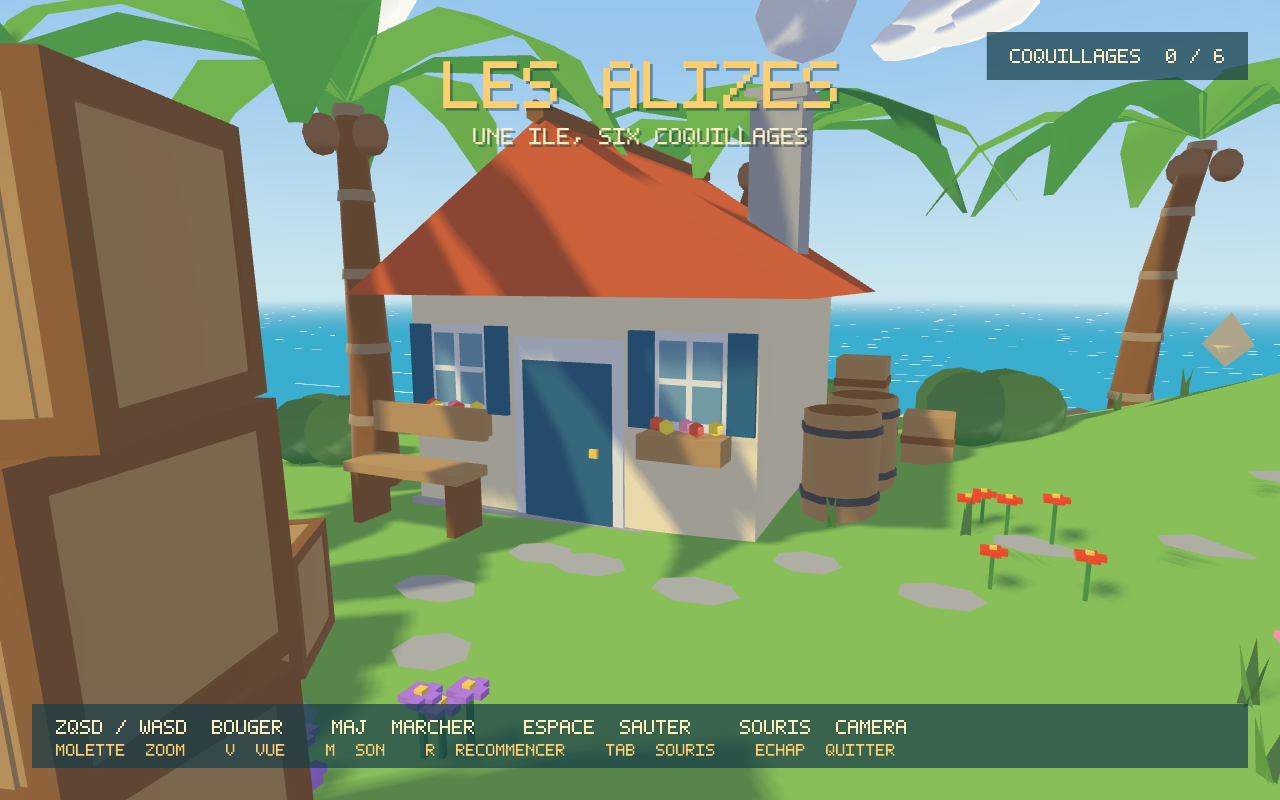 COQUILLAGES 0 / 6
LES ALIZES
UNE ILE, SIX COQUILLAGES
ZQSD / WASD BOUGER MAJ MARCHER ESPACE SAUTER SOURIS CAMERA
MOLETTE ZOOM V VUE M SON R RECOMMENCER TAB SOURIS ECHAP QUITTER